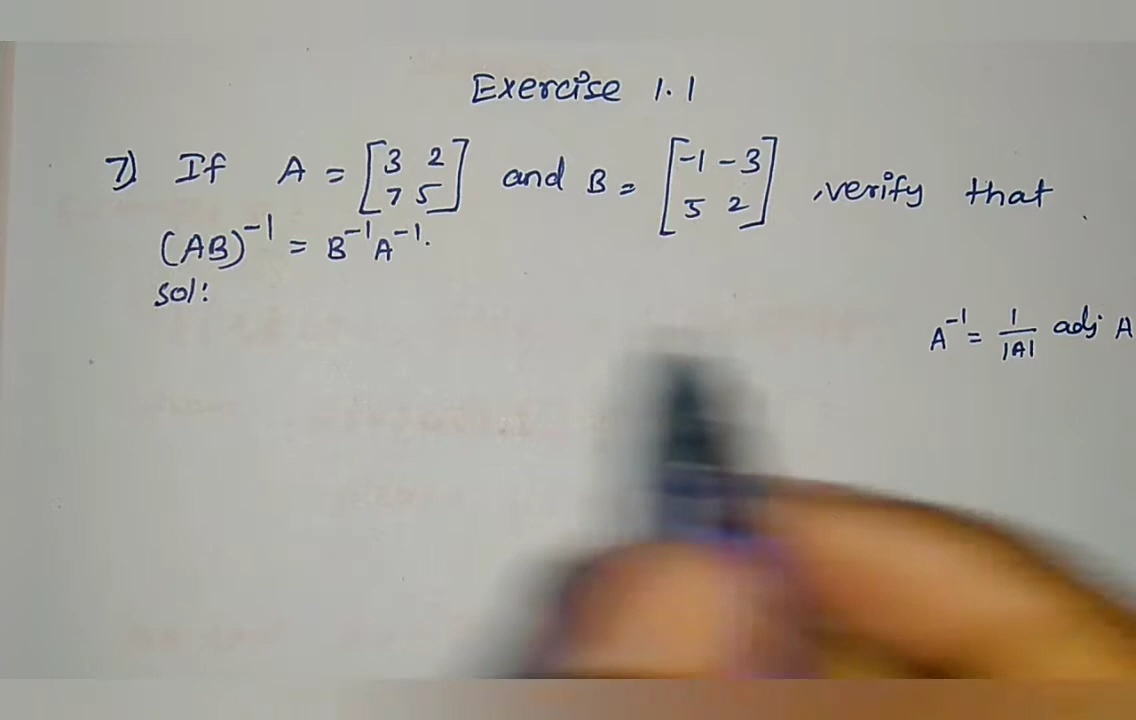 Exercise 1.1
7) If A = [3 2 and B = [-1 -3 , verify that
7 5] 5 2]
(AB)⁻¹ = B⁻¹A⁻¹.
Sol:
A⁻¹ = 1/|A| adj A